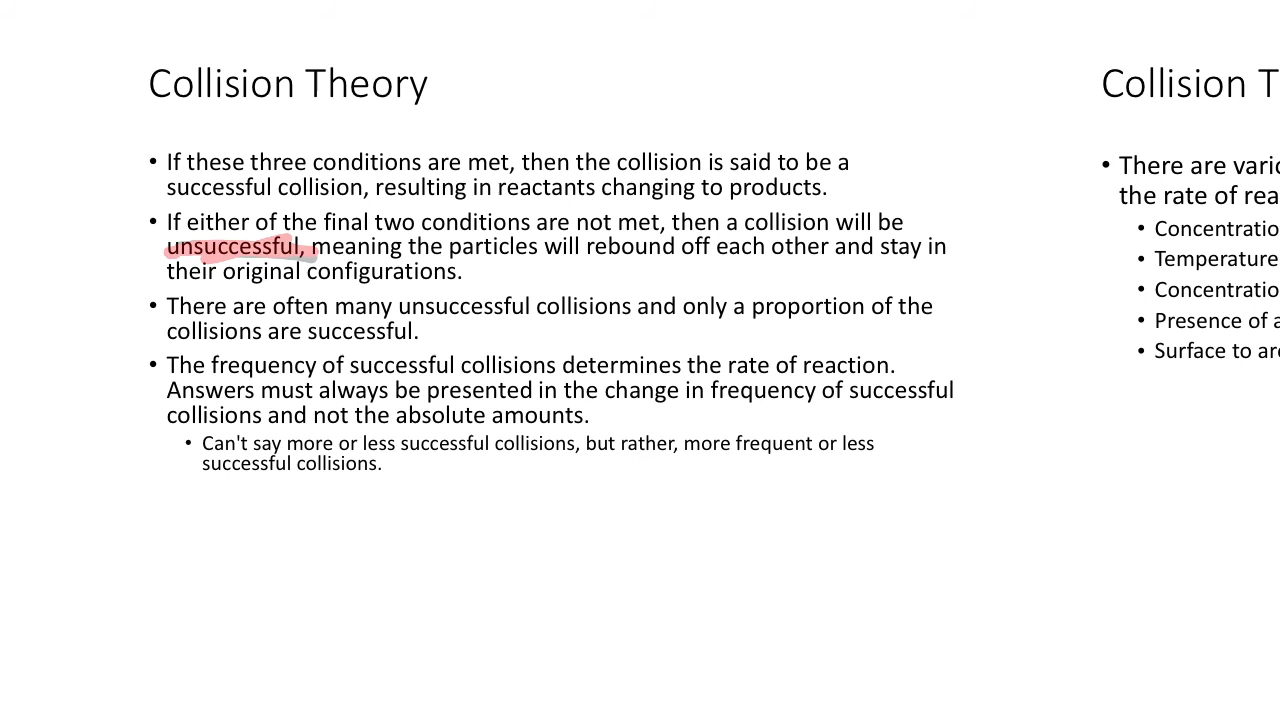 Collision Theory
• If these three conditions are met, then the collision is said to be a
successful collision, resulting in reactants changing to products.
• If either of the final two conditions are not met, then a collision will be
unsuccessful, meaning the particles will rebound off each other and stay in
their original configurations.
• There are often many unsuccessful collisions and only a proportion of the
collisions are successful.
• The frequency of successful collisions determines the rate of reaction.
Answers must always be presented in the change in frequency of successful
collisions and not the absolute amounts.
• Can't say more or less successful collisions, but rather, more frequent or less
successful collisions.
Collision T
• There are
the rate of
• 
• Temperature
• 
• Presence of a
• Surface to